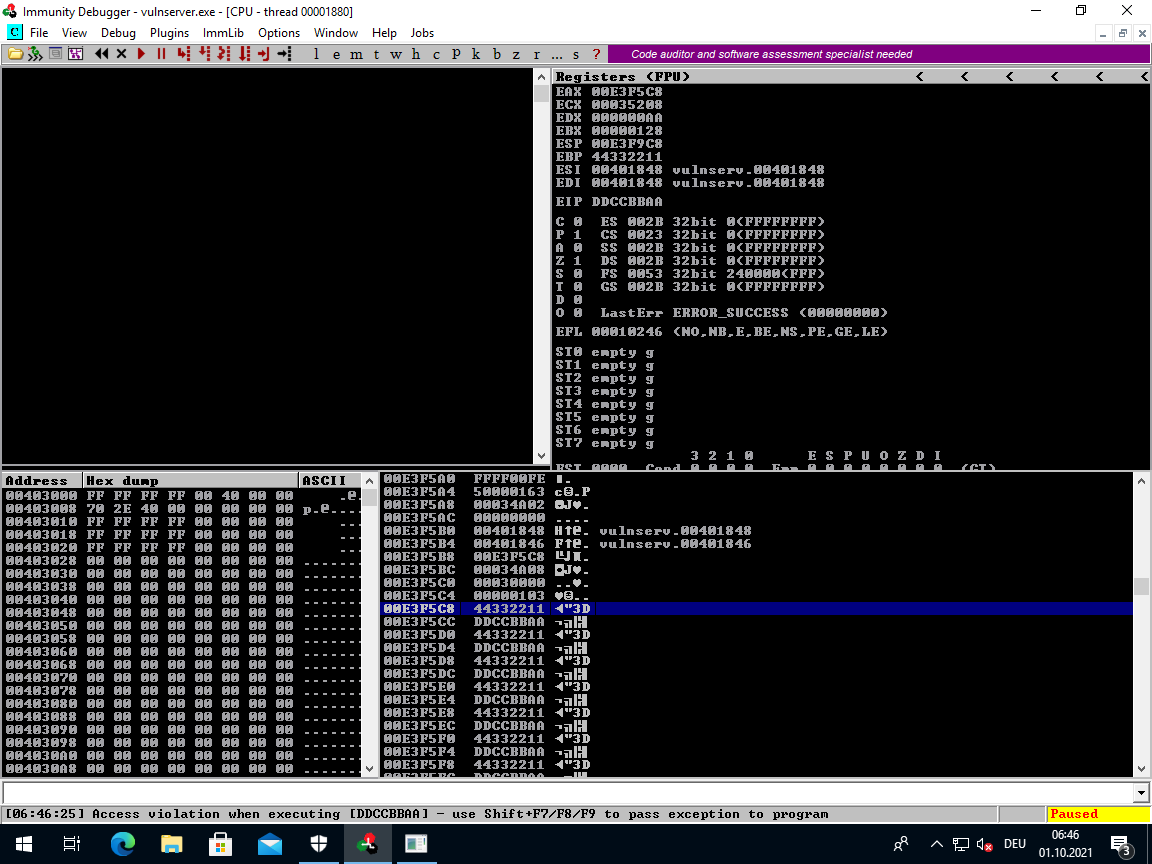 Immunity Debugger - vulnserver.exe - [CPU - thread 00001880]
File View Debug Plugins ImmLib Options Window Help Jobs
l e m t w h c P k b z r ... s ? Code auditor and software assessment specialist needed
Registers (FPU) < < < < < <
EAX 00E3F5C8
ECX 00035208
EDX 000000AA
EBX 00000128
ESP 00E3F9C8
EBP 44332211
ESI 00401848 vulnserv.00401848
EDI 00401848 vulnserv.00401848
EIP DDCCBBAA
C 0 ES 002B 32bit 0(FFFFFFFF)
P 1 CS 0023 32bit 0(FFFFFFFF)
A 0 SS 002B 32bit 0(FFFFFFFF)
Z 1 DS 002B 32bit 0(FFFFFFFF)
S 0 FS 0053 32bit 240000(FFF)
T 0 GS 002B 32bit 0(FFFFFFFF)
D 0
O 0 LastErr ERROR_SUCCESS (00000000)
EFL 00010246 (NO,NB,E,BE,NS,PE,GE,LE)
ST0 empty g
ST1 empty g
ST2 empty g
ST3 empty g
ST4 empty g
ST5 empty g
ST6 empty g
ST7 empty g
3 2 1 0 E S P U O Z D I
FST 0000 Cond 0 0 0 0 Err 0 0 0 0 0 0 0 0 (GT)
Address Hex dump ASCII
00403000 FF FF FF FF 00 40 00 00 .@.
00403008 70 2E 40 00 00 00 00 00 p.@....
00403010 FF FF FF FF 00 00 00 00 ...
00403018 FF FF FF FF 00 00 00 00 ...
00403020 FF FF FF FF 00 00 00 00 ...
00403028 00 00 00 00 00 00 00 00 .......
00403030 00 00 00 00 00 00 00 00 .......
00403038 00 00 00 00 00 00 00 00 .......
00403040 00 00 00 00 00 00 00 00 .......
00403048 00 00 00 00 00 00 00 00 .......
00403050 00 00 00 00 00 00 00 00 .......
00403058 00 00 00 00 00 00 00 00 .......
00403060 00 00 00 00 00 00 00 00 .......
00403068 00 00 00 00 00 00 00 00 .......
00403070 00 00 00 00 00 00 00 00 .......
00403078 00 00 00 00 00 00 00 00 .......
00403080 00 00 00 00 00 00 00 00 .......
00403088 00 00 00 00 00 00 00 00 .......
00403090 00 00 00 00 00 00 00 00 .......
00403098 00 00 00 00 00 00 00 00 .......
004030A0 00 00 00 00 00 00 00 00 .......
004030A8 00 00 00 00 00 00 00 00 .......
00E3F5A0 FFFF00FE
00E3F5A4 50000163 c☺.P
00E3F5A8 00034A02 ☻J♥.
00E3F5AC 00000000 ....
00E3F5B0 00401848 H↑@. vulnserv.00401848
00E3F5B4 00401846 F↑@. vulnserv.00401846
00E3F5B8 00E3F5C8
00E3F5BC 00034A08 ◘J♥.
00E3F5C0 00030000 ..♥.
00E3F5C4 00000103 ♥☺..
00E3F5C8 44332211 ◄"3D
00E3F5CC DDCCBBAA
00E3F5D0 44332211 ◄"3D
00E3F5D4 DDCCBBAA
00E3F5D8 44332211 ◄"3D
00E3F5DC DDCCBBAA
00E3F5E0 44332211 ◄"3D
00E3F5E4 DDCCBBAA
00E3F5E8 44332211 ◄"3D
00E3F5EC DDCCBBAA
00E3F5F0 44332211 ◄"3D
00E3F5F4 DDCCBBAA
00E3F5F8 44332211 ◄"3D
00E3F5FC DDCCBBAA
[06:46:25] Access violation when executing [DDCCBBAA] - use Shift+F7/F8/F9 to pass exception to program
Paused
DEU
06:46
01.10.2021
3